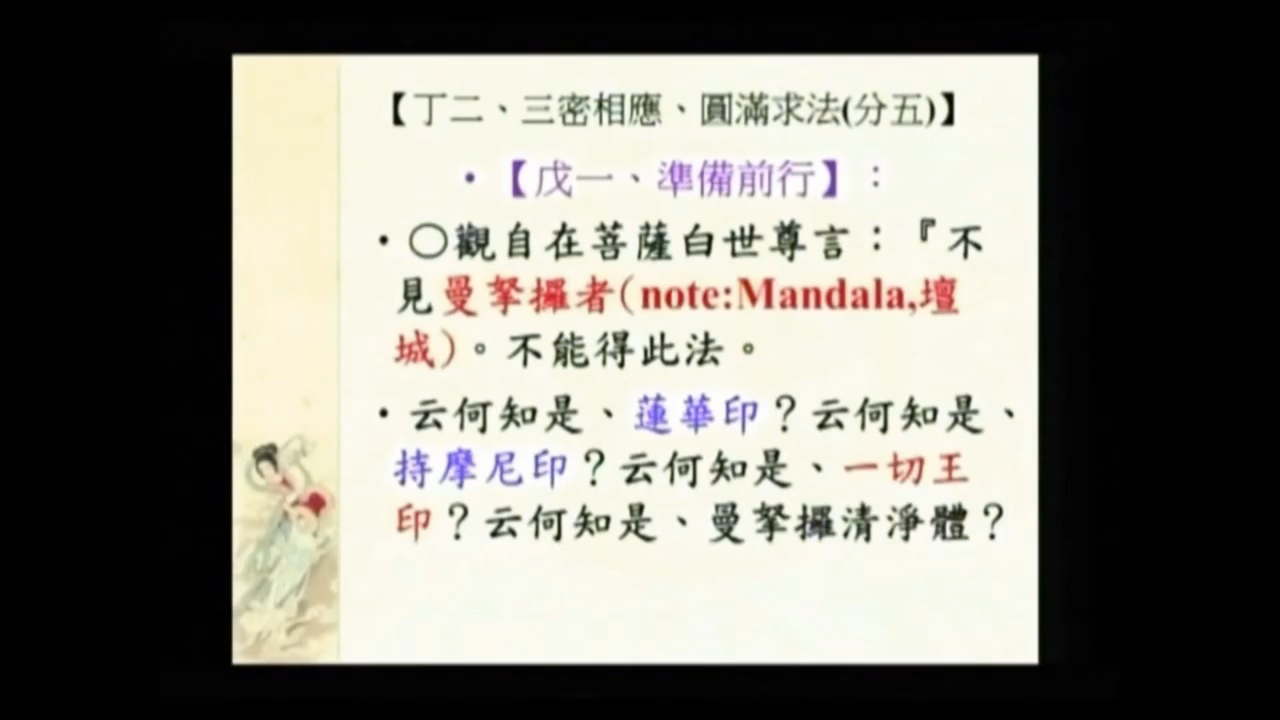 【丁二、三密相應、圓滿求法(分五)】
•【戊一、準備前行】:
•〇觀自在菩薩白世尊言：『不
見曼拏攞者(note:Mandala,壇
城)。不能得此法。
•云何知是、蓮華印？云何知是、
持摩尼印？云何知是、一切王
印？云何知是、曼拏攞清淨體？